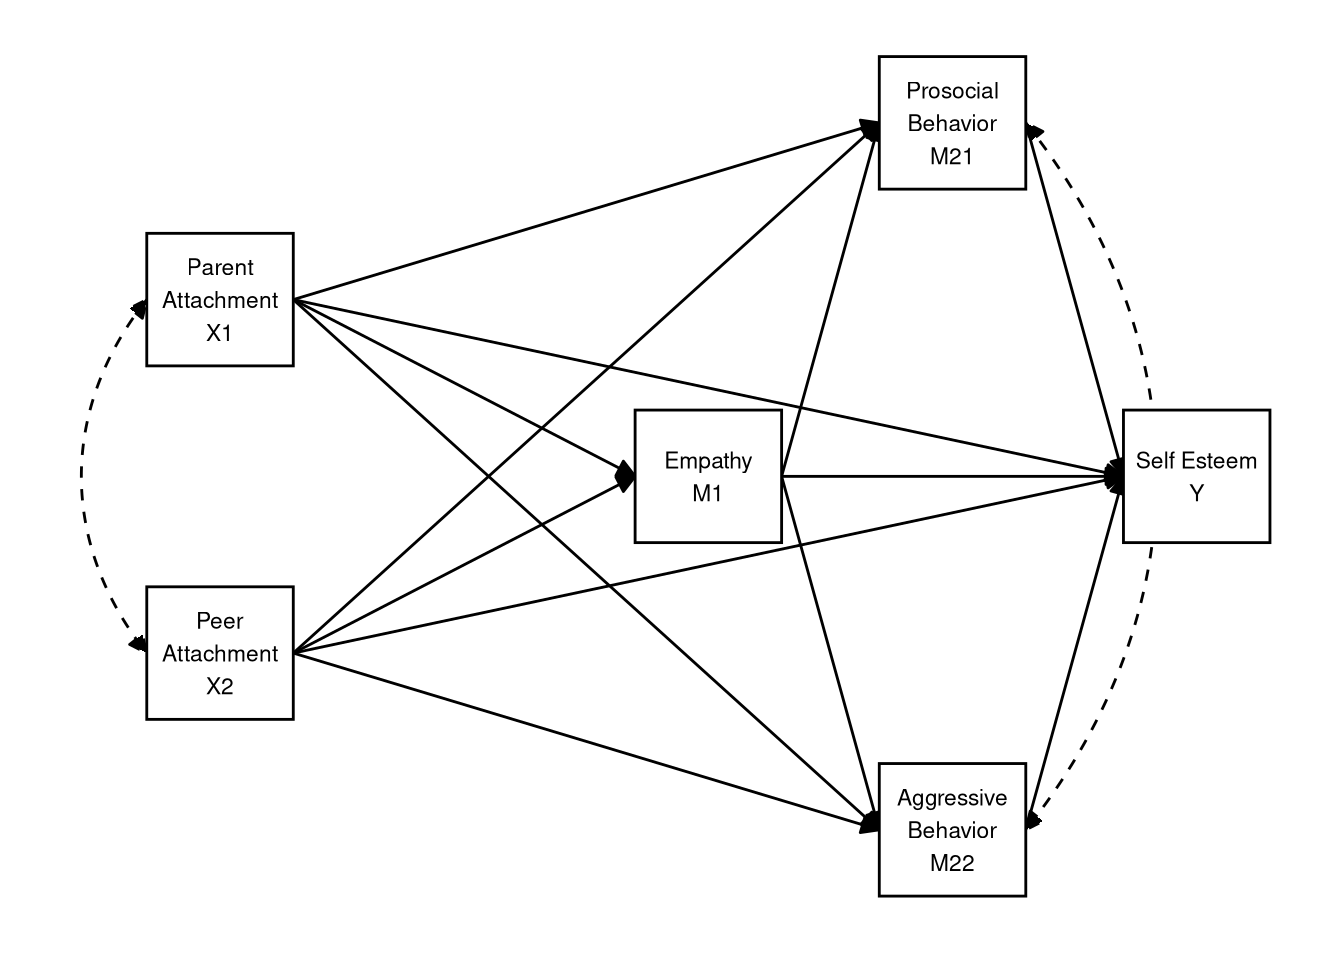 Prosocial
Behavior
M21
Parent
Attachment
X1
Empathy
M1
Self Esteem
Y
Peer
Attachment
X2
Aggressive
Behavior
M22